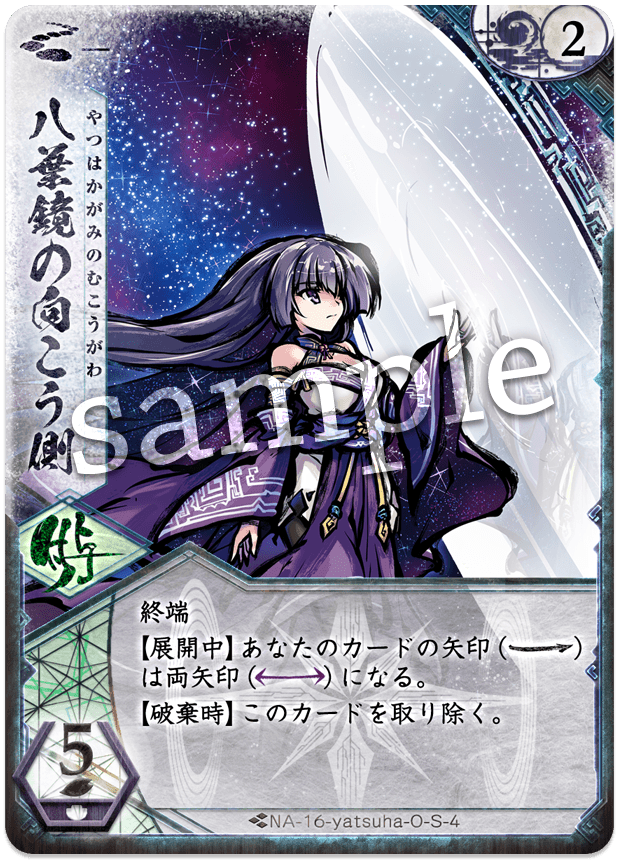 2
八葉鏡の向こう側
やつはかがみのむこうがわ
sample
終端
【展開中】あなたのカードの矢印(→)
は両矢印(↔)になる。
【破棄時】このカードを取り除く。
5
NA-16-yatsuha-O-S-4